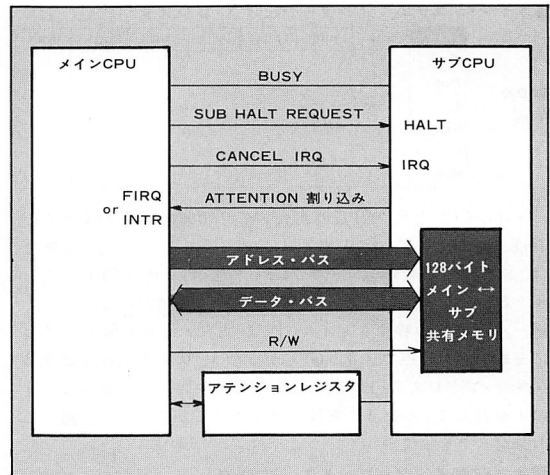 メインCPU
サブCPU
BUSY
SUB HALT REQUEST
HALT
CANCEL IRQ
IRQ
ATTENTION 割り込み
FIRQ
or
INTR
アドレス・バス
データ・バス
128バイト
メイン ↔
サブ
共有メモリ
R/W
アテンションレジスタ